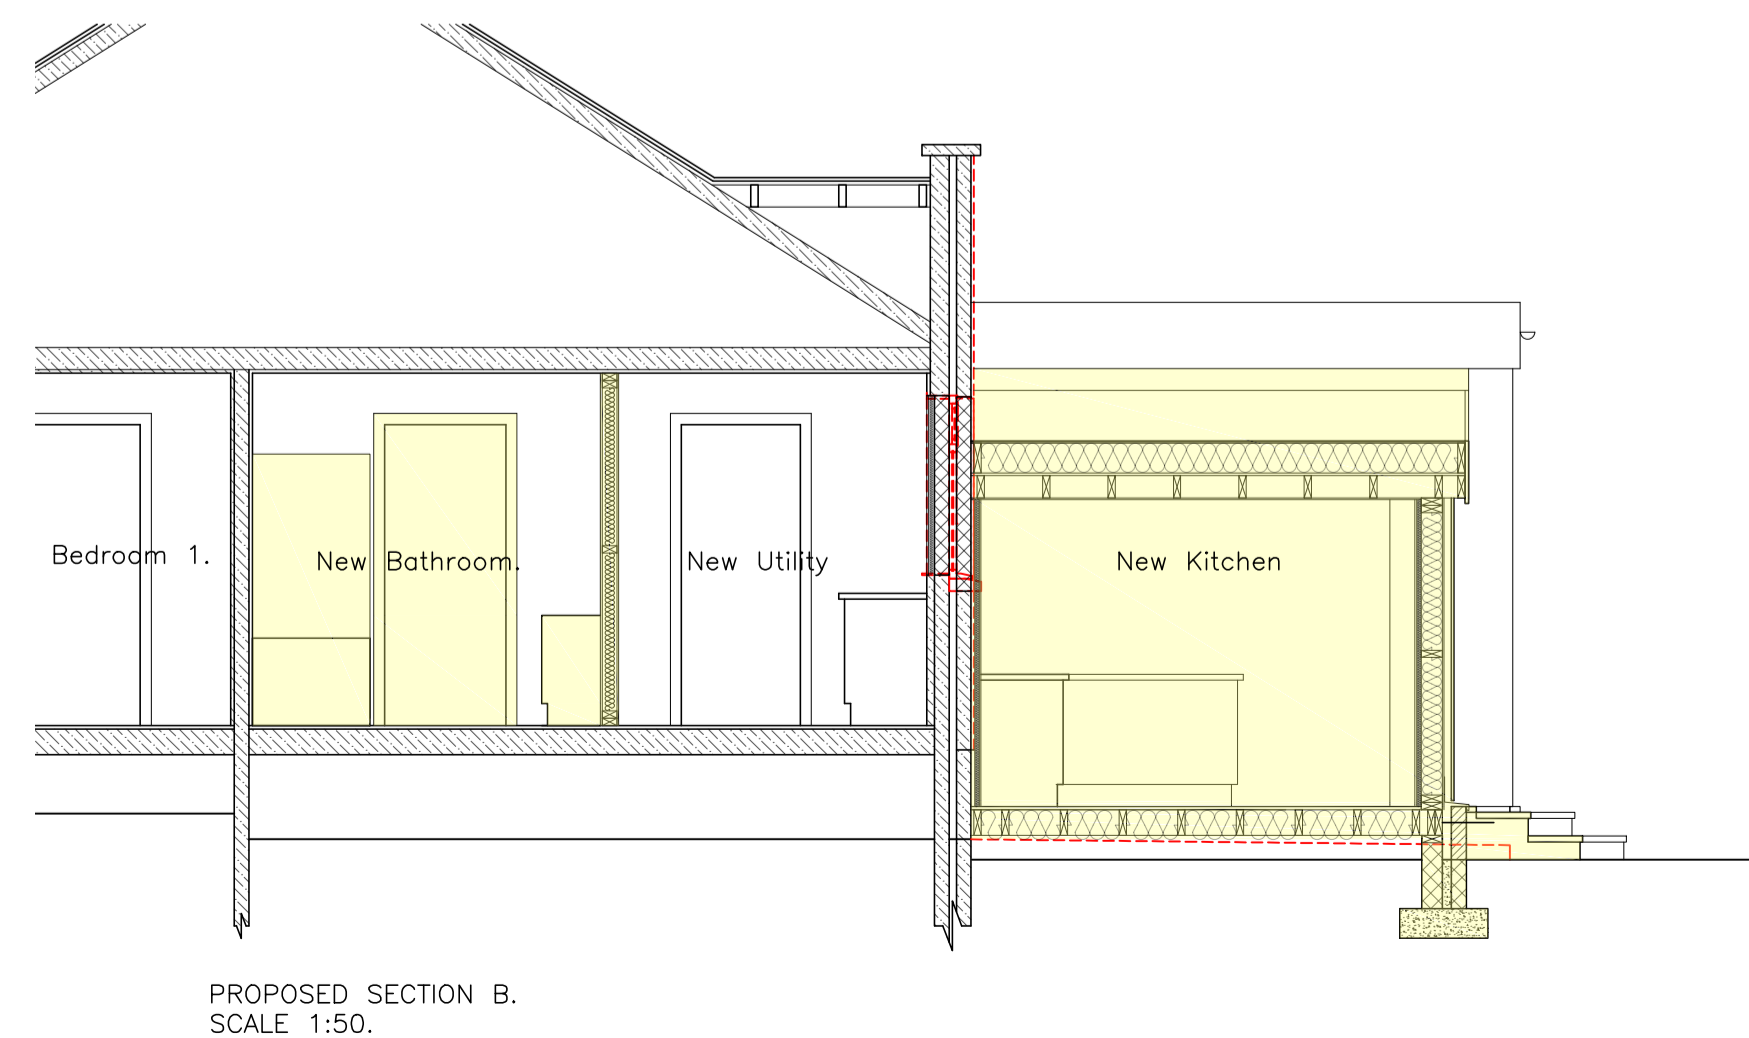 Bedroom 1.
New Bathroom.
New Utility
New Kitchen
PROPOSED SECTION B.
SCALE 1:50.